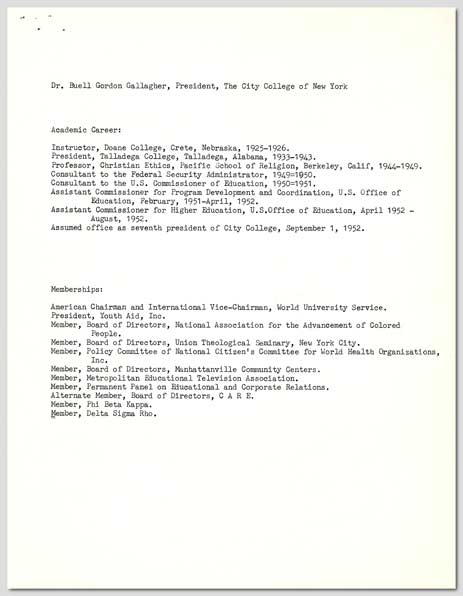 Dr. Buell Gordon Gallagher, President, The City College of New York
Academic Career:
Instructor, Doane College, Crete, Nebraska, 1925-1926.
President, Talladega College, Talladega, Alabama, 1933-1943.
Professor, Christian Ethics, Pacific School of Religion, Berkeley, Calif, 1944-1949.
Consultant to the Federal Security Administrator, 1949=1950.
Consultant to the U.S. Commissioner of Education, 1950=1951.
Assistant Commissioner for Program Development and Coordination, U.S. Office of
Education, February, 1951-April, 1952.
Assistant Commissioner for Higher Education, U.S.Office of Education, April 1952 -
August, 1952.
Assumed office as seventh president of City College, September 1, 1952.
Memberships:
American Chairman and International Vice-Chairman, World University Service.
President, Youth Aid, Inc.
Member, Board of Directors, National Association for the Advancement of Colored
People.
Member, Board of Directors, Union Theological Seminary, New York City.
Member, Policy Committee of National Citizen's Committee for World Health Organizations,
Inc.
Member, Board of Directors, Manhattanville Community Centers.
Member, Metropolitan Educational Television Association.
Member, Permanent Panel on Educational and Corporate Relations.
Alternate Member, Board of Directors, C A R E.
Member, Phi Beta Kappa.
Member, Delta Sigma Rho.